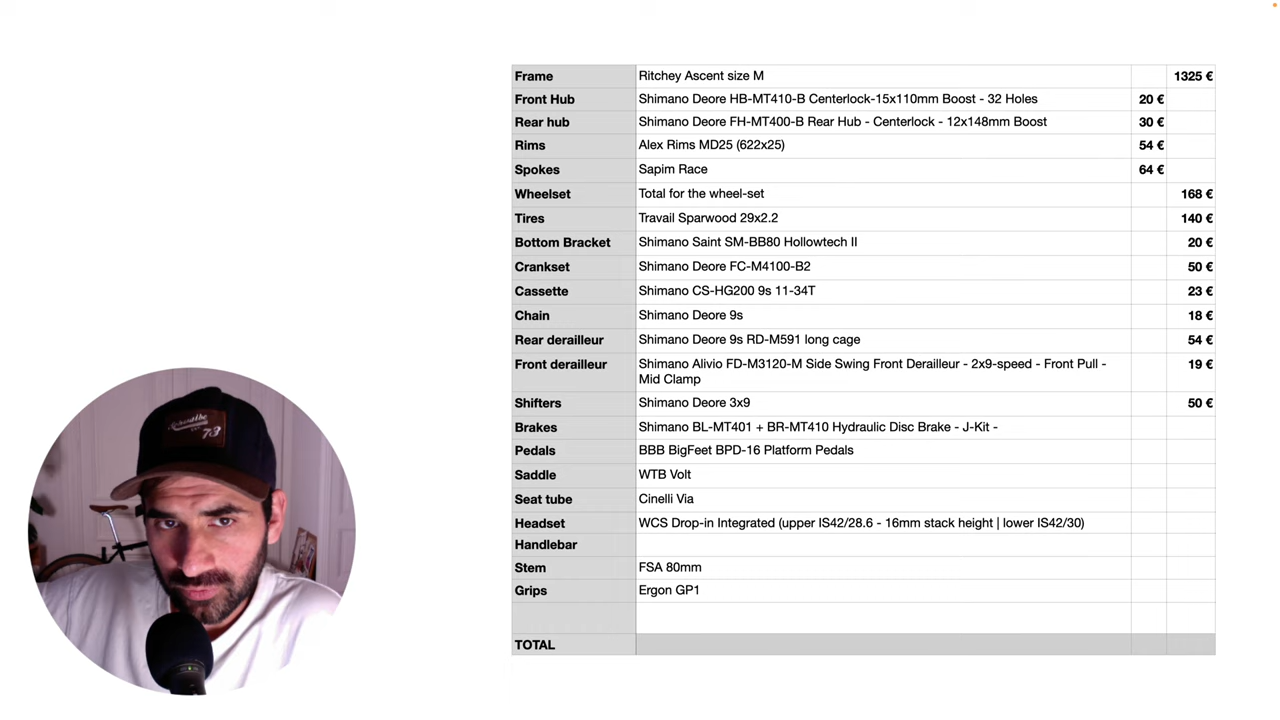 Frame Ritchey Ascent size M 1325 €
Front Hub Shimano Deore HB-MT410-B Centerlock-15x110mm Boost - 32 Holes 20 €
Rear hub Shimano Deore FH-MT400-B Rear Hub - Centerlock - 12x148mm Boost 30 €
Rims Alex Rims MD25 (622x25) 54 €
Spokes Sapim Race 64 €
Wheelset Total for the wheel-set 168 €
Tires Travail Sparwood 29x2.2 140 €
Bottom Bracket Shimano Saint SM-BB80 Hollowtech II 20 €
Crankset Shimano Deore FC-M4100-B2 50 €
Cassette Shimano CS-HG200 9s 11-34T 23 €
Chain Shimano Deore 9s 18 €
Rear derailleur Shimano Deore 9s RD-M591 long cage 54 €
Front derailleur Shimano Alivio FD-M3120-M Side Swing Front Derailleur - 2x9-speed - Front Pull - 19 €
Mid Clamp
Shifters Shimano Deore 3x9 50 €
Brakes Shimano BL-MT401 + BR-MT410 Hydraulic Disc Brake - J-Kit -
Pedals BBB BigFeet BPD-16 Platform Pedals
Saddle WTB Volt
Seat tube Cinelli Via
Headset WCS Drop-in Integrated (upper IS42/28.6 - 16mm stack height | lower IS42/30)
Handlebar
Stem FSA 80mm
Grips Ergon GP1
TOTAL
Schwalbe
73